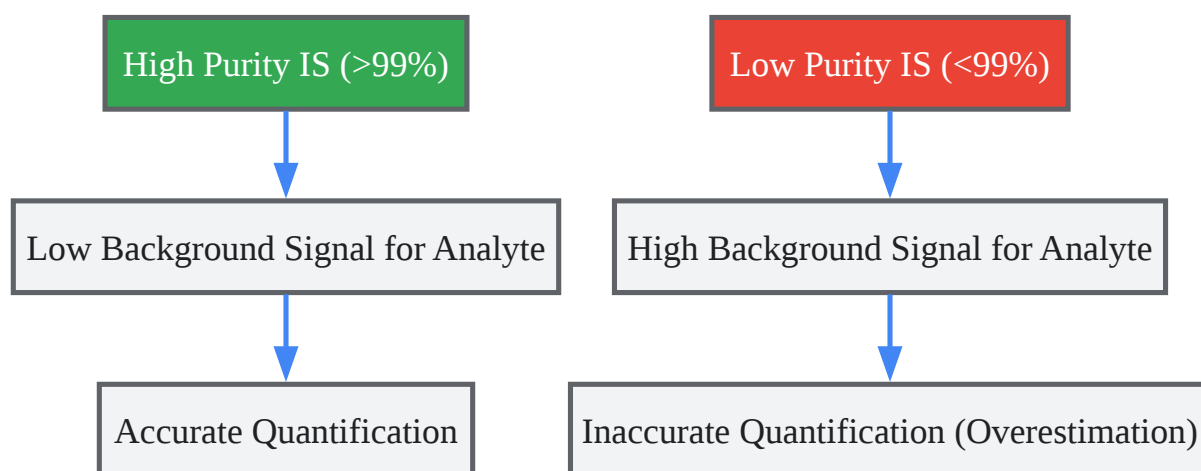 High Purity IS (>99%)
Low Purity IS (<99%)
Low Background Signal for Analyte
High Background Signal for Analyte
Accurate Quantification
Inaccurate Quantification (Overestimation)